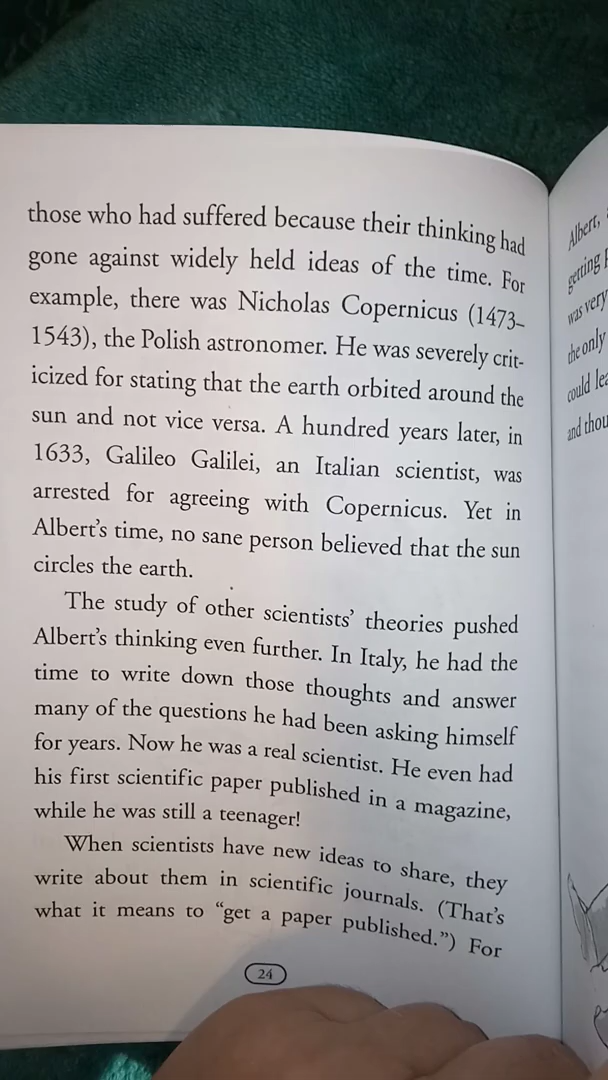 those who had suffered because their thinking had
gone against widely held ideas of the time. For
example, there was Nicholas Copernicus (1473–
1543), the Polish astronomer. He was severely crit-
icized for stating that the earth orbited around the
sun and not vice versa. A hundred years later, in
1633, Galileo Galilei, an Italian scientist, was
arrested for agreeing with Copernicus. Yet in
Albert’s time, no sane person believed that the sun
circles the earth.
The study of other scientists’ theories pushed
Albert’s thinking even further. In Italy, he had the
time to write down those thoughts and answer
many of the questions he had been asking himself
for years. Now he was a real scientist. He even had
his first scientific paper published in a magazine,
while he was still a teenager!
When scientists have new ideas to share, they
write about them in scientific journals. (That’s
what it means to “get a paper published.”) For
24
Albert,
getting
was very
the only
could
and